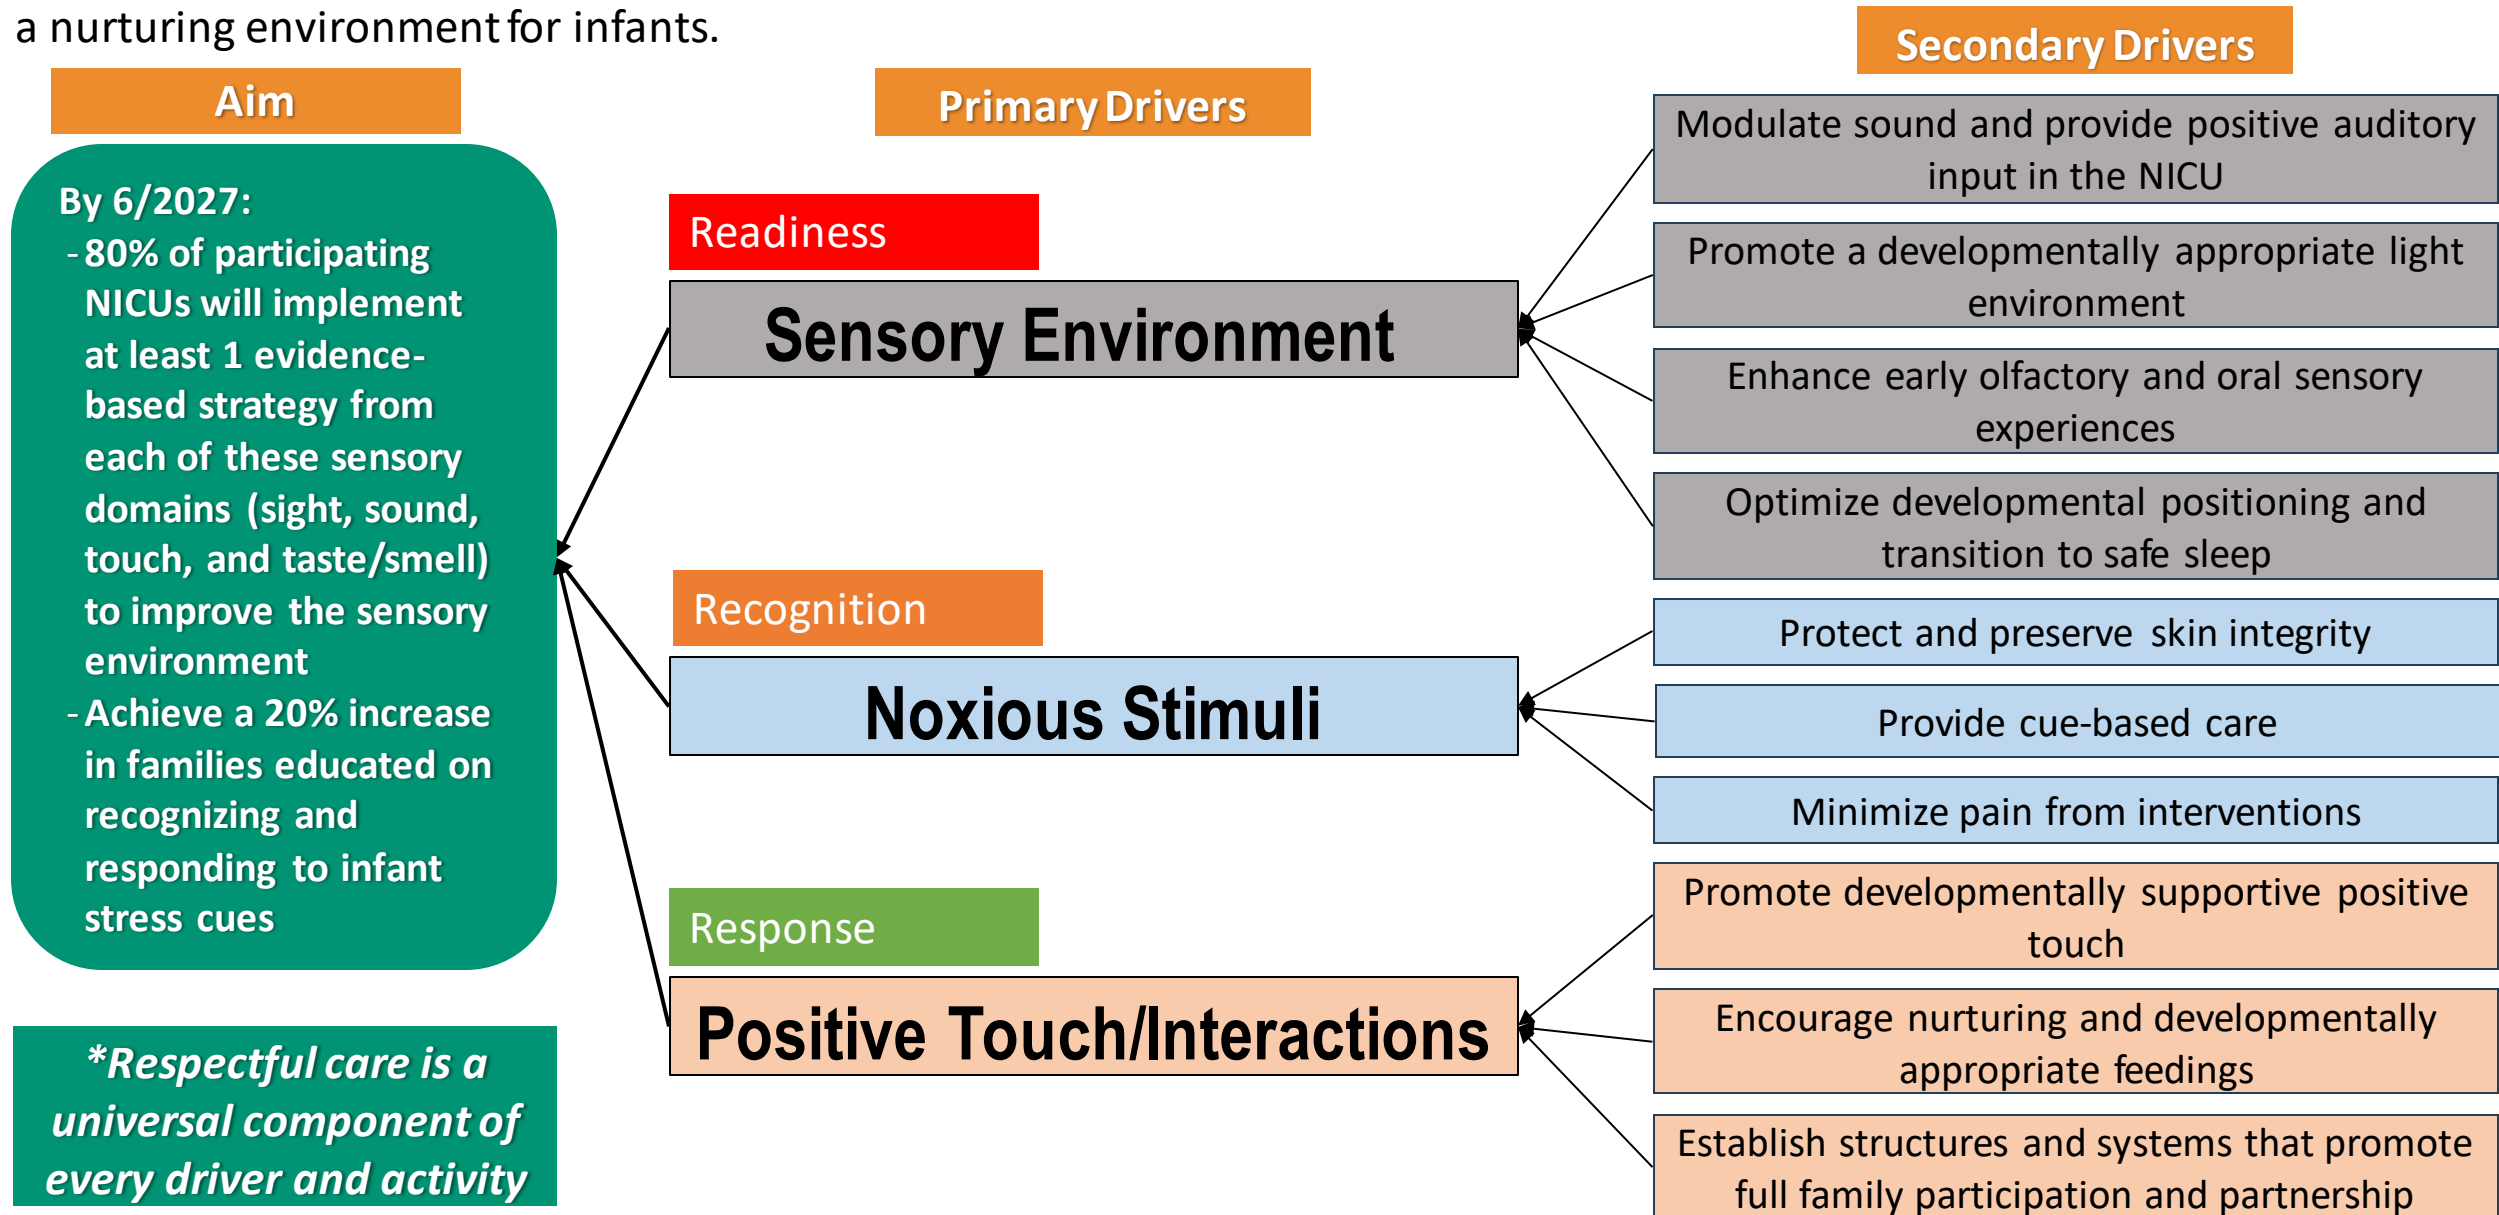 a nurturing environment for infants.
Aim
By 6/2027:
- 80% of participating
NICUs will implement
at least 1 evidence-
based strategy from
each of these sensory
domains (sight, sound,
touch, and taste/smell)
to improve the sensory
environment
- Achieve a 20% increase
in families educated on
recognizing and
responding to infant
stress cues
*Respectful care is a
universal component of
every driver and activity
Primary Drivers
Readiness
Sensory Environment
Recognition
Noxious Stimuli
Response
Positive Touch/Interactions
Secondary Drivers
Modulate sound and provide positive auditory
input in the NICU
Promote a developmentally appropriate light
environment
Enhance early olfactory and oral sensory
experiences
Optimize developmental positioning and
transition to safe sleep
Protect and preserve skin integrity
Provide cue-based care
Minimize pain from interventions
Promote developmentally supportive positive
touch
Encourage nurturing and developmentally
appropriate feedings
Establish structures and systems that promote
full family participation and partnership